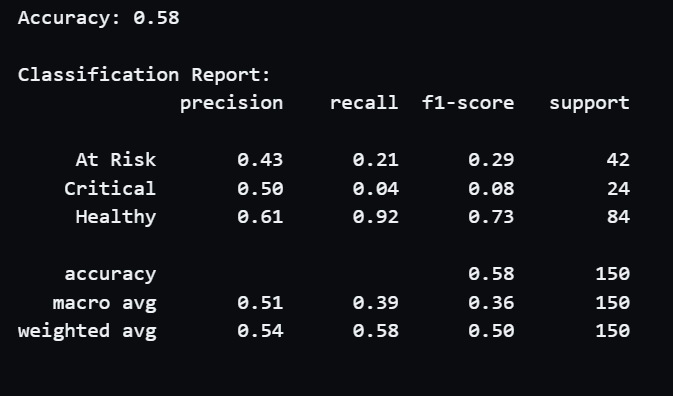 Accuracy: 0.58
Classification Report:
precision recall f1-score support
At Risk 0.43 0.21 0.29 42
Critical 0.50 0.04 0.08 24
Healthy 0.61 0.92 0.73 84
accuracy 0.58 150
macro avg 0.51 0.39 0.36 150
weighted avg 0.54 0.58 0.50 150